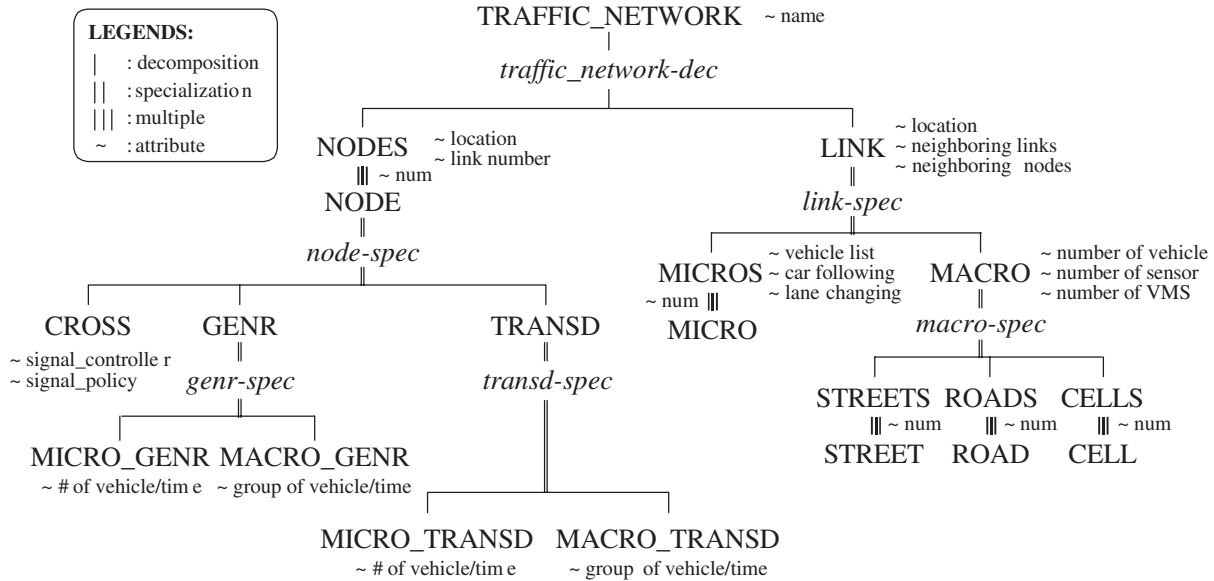 TRAFFIC_NETWORK ~ name
LEGENDS:
| : decomposition
|| : specialization
||| : multiple
~ : attribute
traffic_network-dec
NODES
~ location
~ link number
||| ~ num
NODE
node-spec
LINK
~ location
~ neighboring links
~ neighboring nodes
link-spec
CROSS
~ signal_controlle r
~ signal_policy
GENR
genr-spec
TRANSD
transd-spec
MICROS
~ vehicle list
~ car following
~ lane changing
~ num
MICRO
MACRO
~ number of vehicle
~ number of sensor
~ number of VMS
macro-spec
MICRO_GENR
~ # of vehicle/tim e
MACRO_GENR
~ group of vehicle/time
STREETS ROADS CELLS
~ num ~ num ~ num
STREET ROAD CELL
MICRO_TRANSD
~ # of vehicle/tim e
MACRO_TRANSD
~ group of vehicle/time